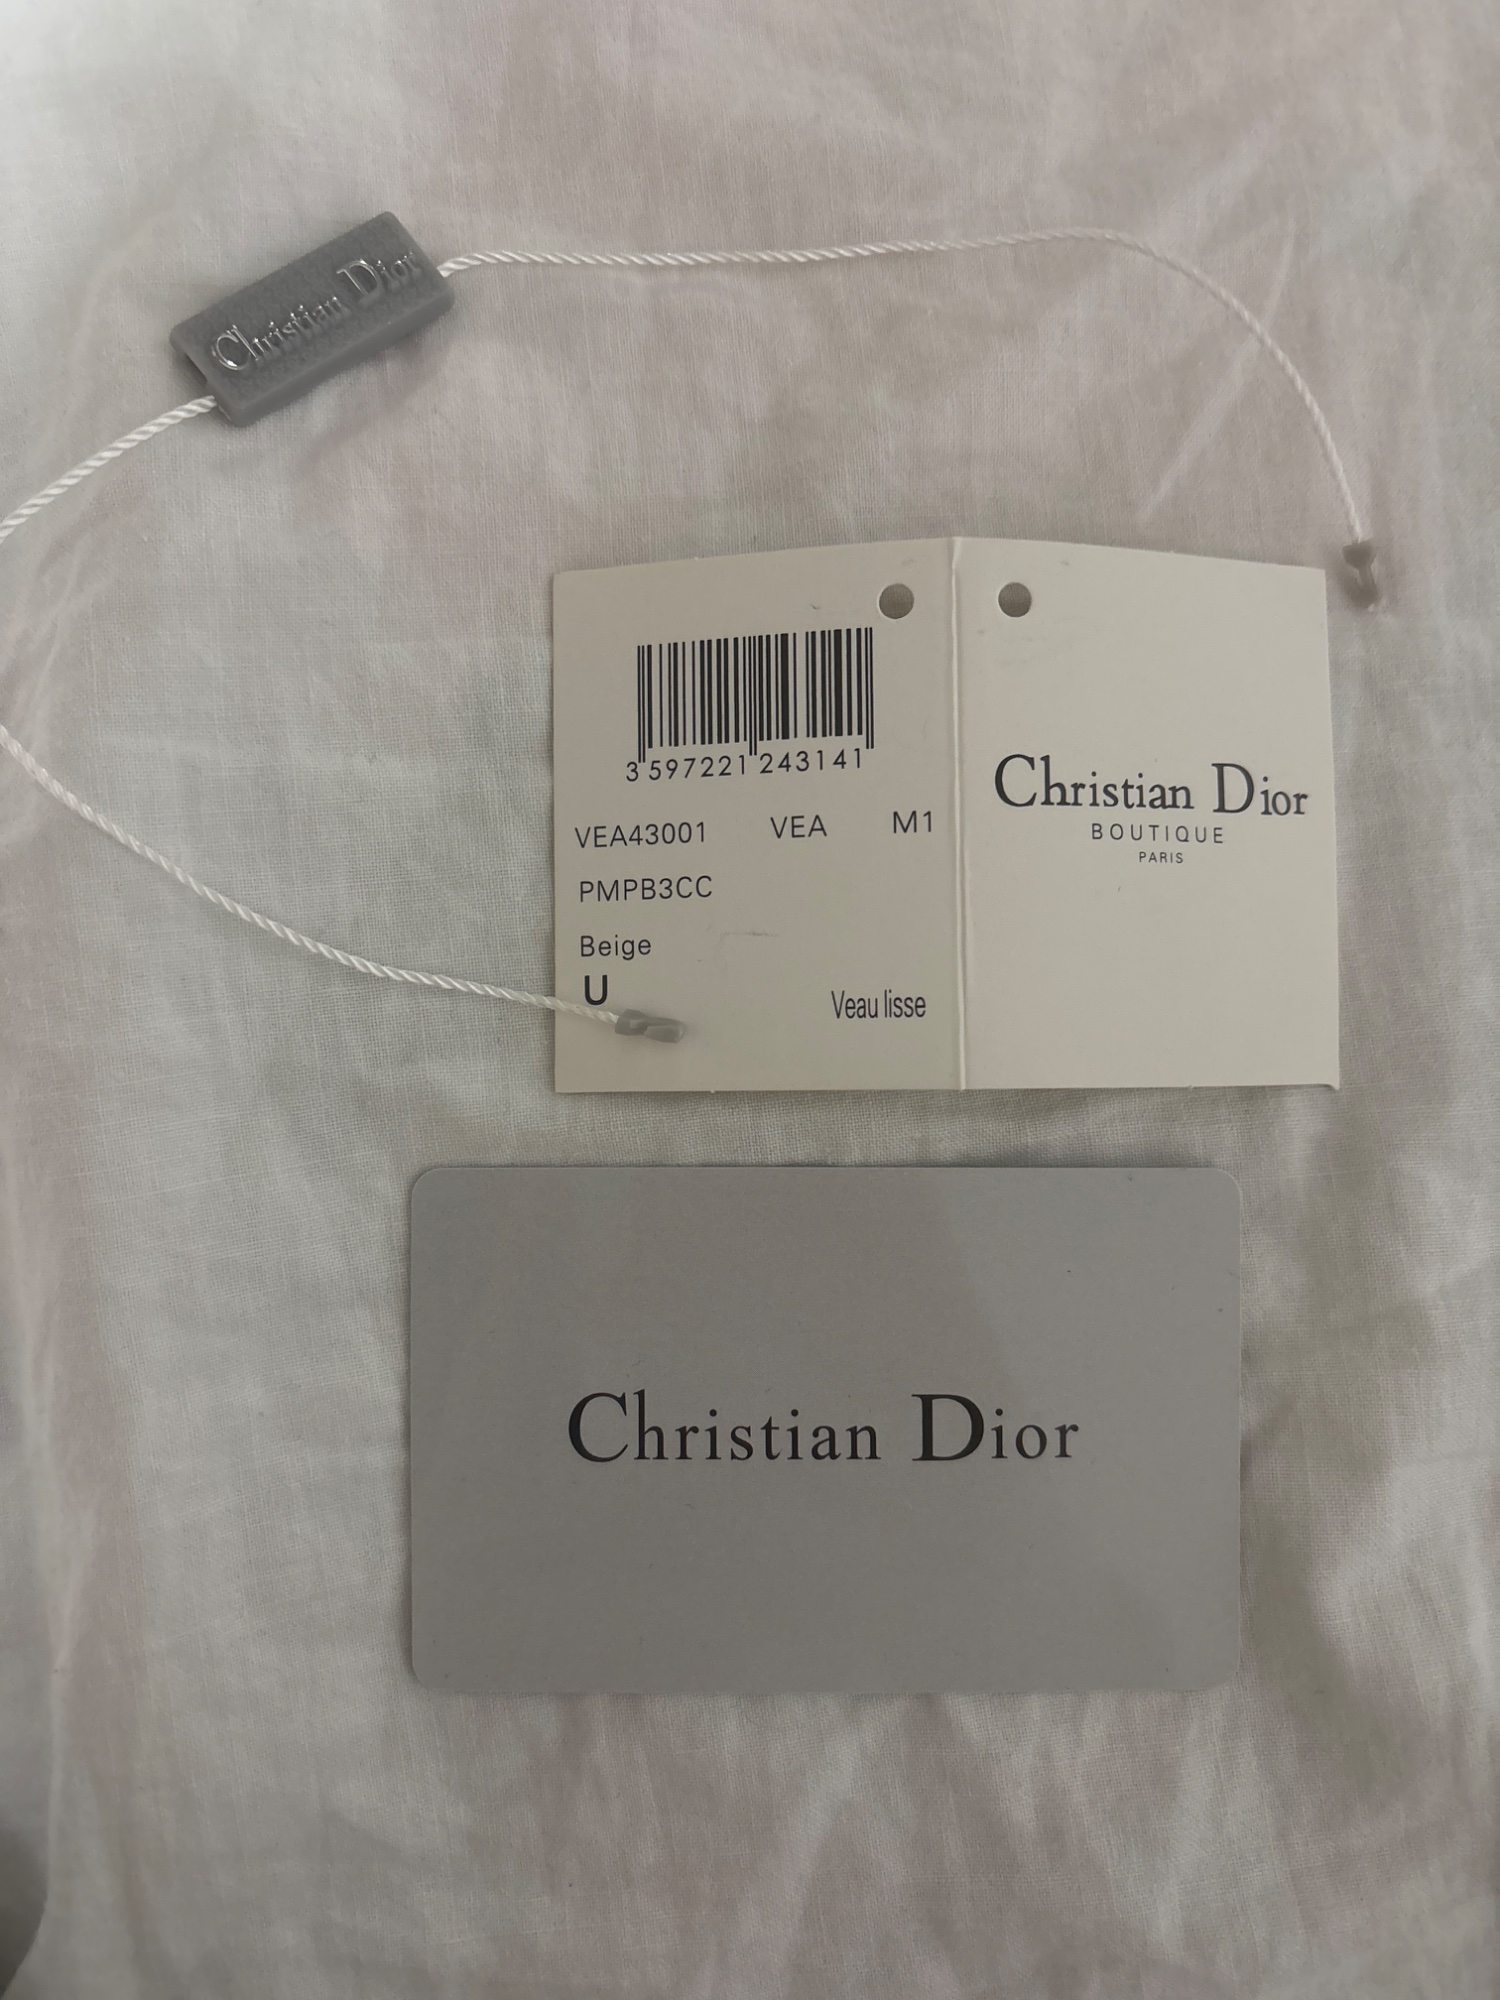 Christian Dior
3 597221 243141
VEA43001 VEA M1
PMPB3CC
Beige
U
Veau lisse
Christian Dior
BOUTIQUE
PARIS
Christian Dior